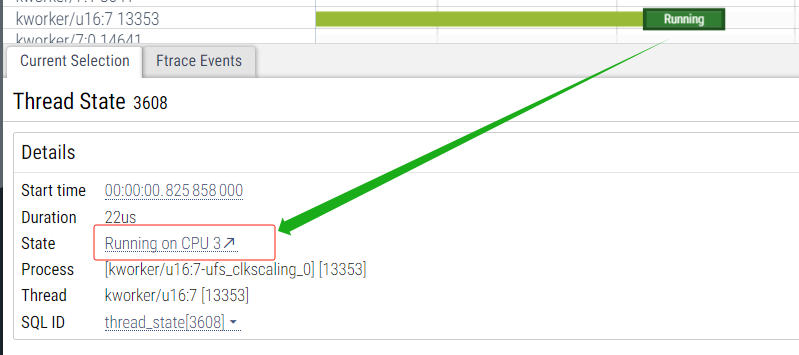 kworker/u16:7 13353
Running
kworker/7:0 14641
Current Selection
Ftrace Events
Thread State 3608
Details
Start time 00:00:00.825 858 000
Duration 22us
State Running on CPU 3
Process [kworker/u16:7-ufs_clkscaling_0] [13353]
Thread kworker/u16:7 [13353]
SQL ID thread_state[3608]